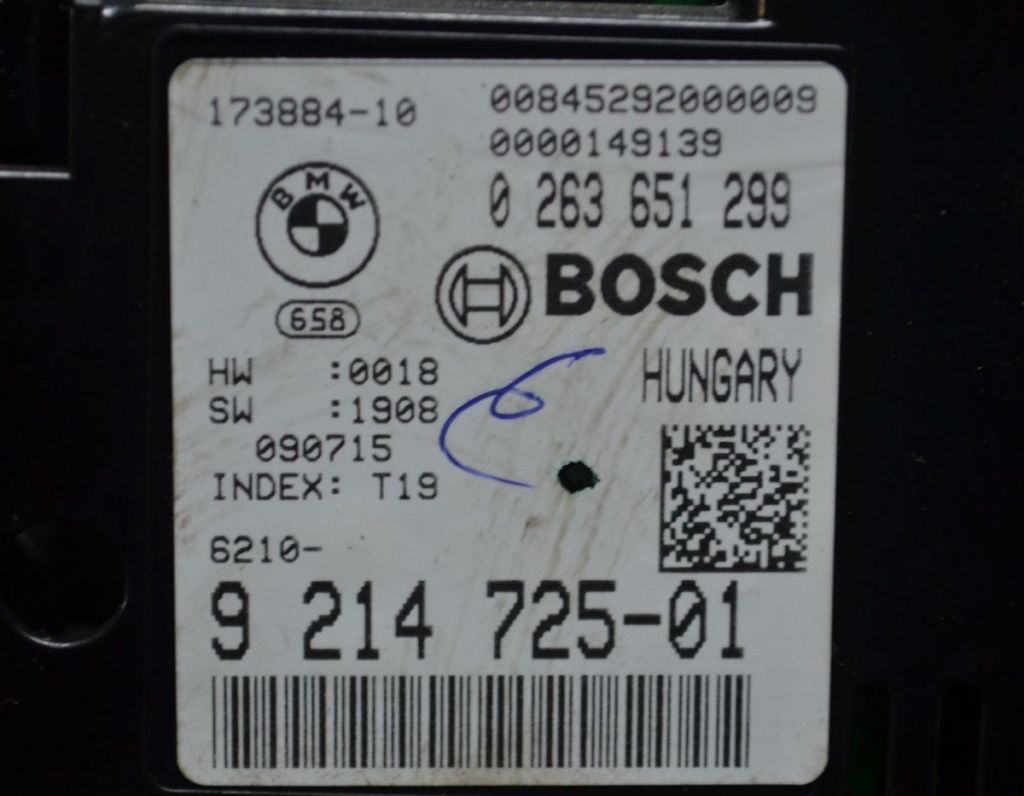 173884-10
00845292000009
0000149139
0 263 651 299
BMW
658
BOSCH
HUNGARY
HW :0018
SW :1908
090715
INDEX: T19
6210-
9 214 725-01